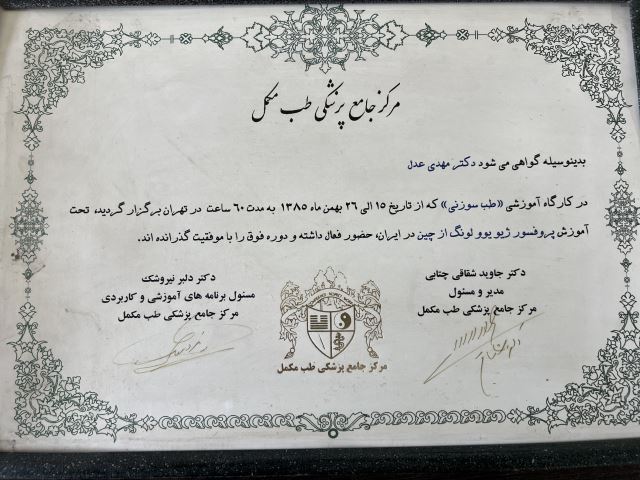 مرکز جامع پزشکی طب مکمل
بدینوسیله گواهی می شود دکتر مهدی عدل
در کارگاه آموزشی «طب سوزنی» که از تاریخ ۱۵ الی ۲۶ بهمن ماه ۱۳۸۵ به مدت ۶۰ ساعت در تهران برگزار گردید، تحت
آموزش پروفسور ژیو یوو لونگ از چین در ایران، حضور فعال داشته و دوره فوق را با موفقیت گذرانده اند.
دکتر جاوید شقاقی چتابی
مدیر و مسئول
مرکز جامع پزشکی طب مکمل
دکتر دلبر نیروشک
مسئول برنامه های آموزشی و کاربردی
مرکز جامع پزشکی طب مکمل
مرکز جامع پزشکی طب مکمل